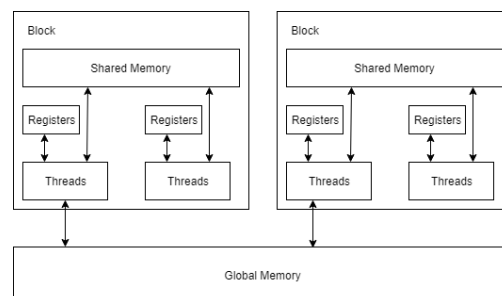 Block
Block
Shared Memory
Shared Memory
Registers
Registers
Registers
Registers
Threads
Threads
Threads
Threads
Global Memory